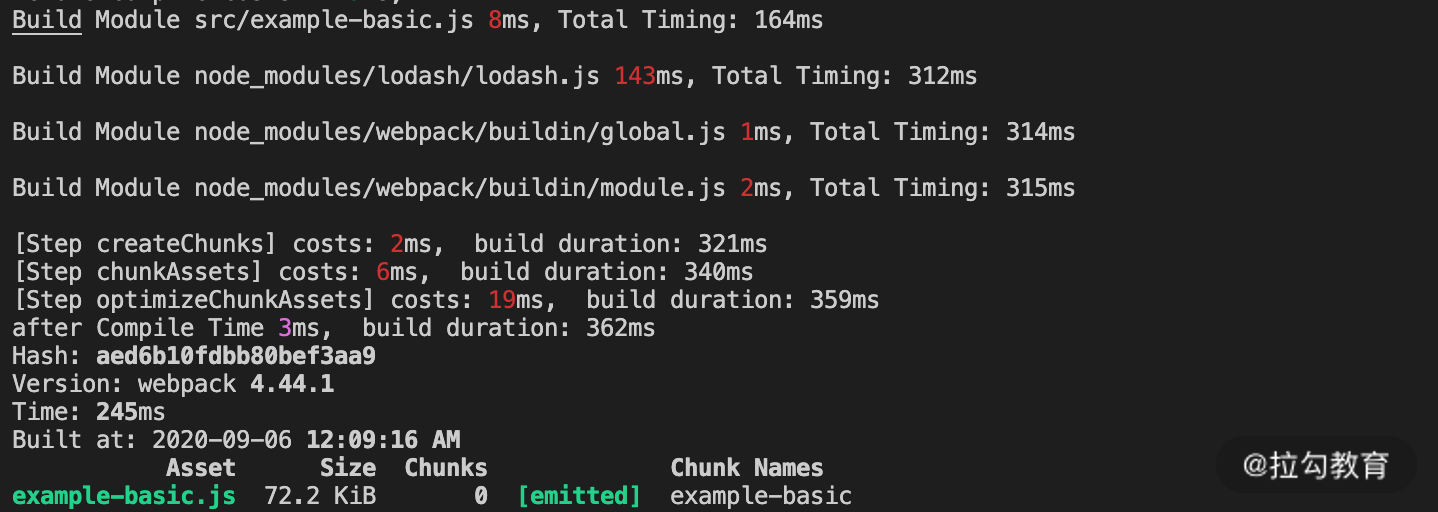 Build Module src/example-basic.js 8ms, Total Timing: 164ms
Build Module node_modules/lodash/lodash.js 143ms, Total Timing: 312ms
Build Module node_modules/webpack/buildin/global.js 1ms, Total Timing: 314ms
Build Module node_modules/webpack/buildin/module.js 2ms, Total Timing: 315ms
[Step createChunks] costs: 2ms,  build duration: 321ms
[Step chunkAssets] costs: 6ms,  build duration: 340ms
[Step optimizeChunkAssets] costs: 19ms,  build duration: 359ms
after Compile Time 3ms,  build duration: 362ms
Hash: aed6b10fdbb80bef3aa9
Version: webpack 4.44.1
Time: 245ms
Built at: 2020-09-06 12:09:16 AM
Asset Size Chunks Chunk Names
example-basic.js 72.2 KiB 0 [emitted] example-basic
@拉勾教育